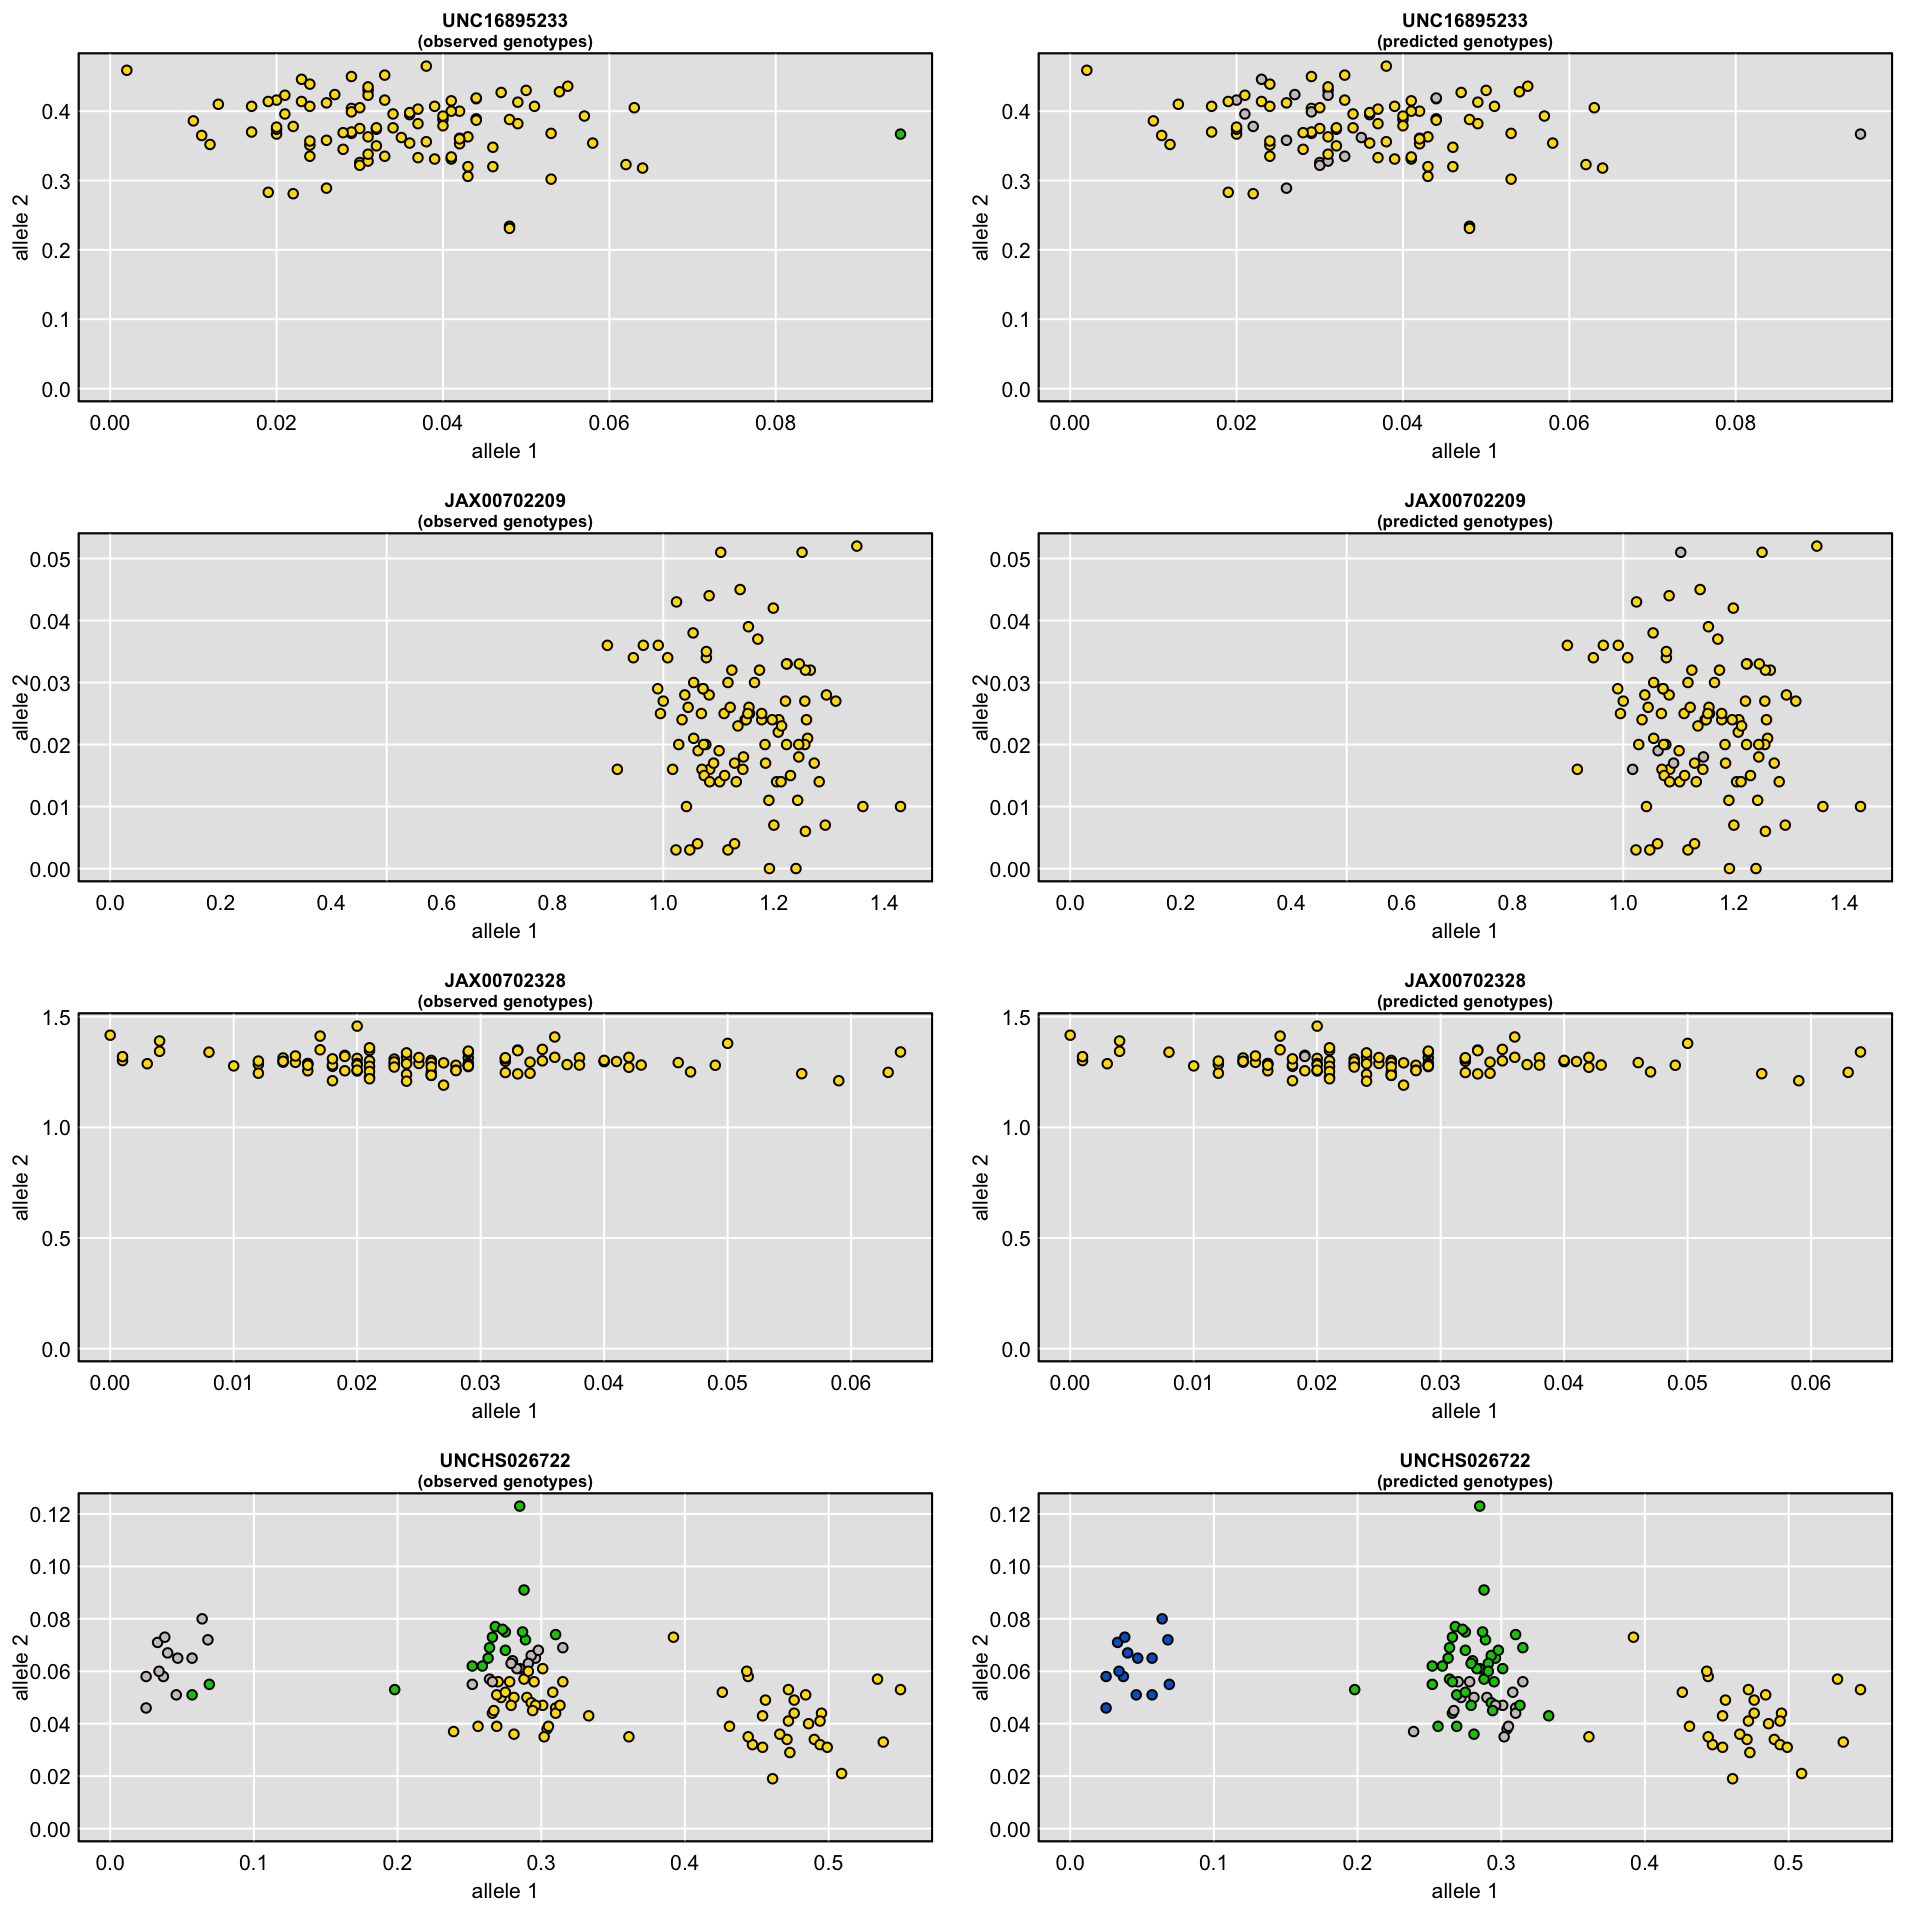 UNC16895233
(observed genotypes)
allele 2
0.4
0.3
0.2
0.1
0.0
0.00 0.02 0.04 0.06 0.08
allele 1
UNC16895233
(predicted genotypes)
allele 2
0.4
0.3
0.2
0.1
0.0
0.00 0.02 0.04 0.06 0.08
allele 1
JAX00702209
(observed genotypes)
allele 2
0.05
0.04
0.03
0.02
0.01
0.00
0.0 0.2 0.4 0.6 0.8 1.0 1.2 1.4
allele 1
JAX00702209
(predicted genotypes)
allele 2
0.05
0.04
0.03
0.02
0.01
0.00
0.0 0.2 0.4 0.6 0.8 1.0 1.2 1.4
allele 1
JAX00702328
(observed genotypes)
allele 2
1.5
1.0
0.5
0.0
0.00 0.01 0.02 0.03 0.04 0.05 0.06
allele 1
JAX00702328
(predicted genotypes)
allele 2
1.5
1.0
0.5
0.0
0.00 0.01 0.02 0.03 0.04 0.05 0.06
allele 1
UNCHS026722
(observed genotypes)
allele 2
0.12
0.10
0.08
0.06
0.04
0.02
0.00
0.0 0.1 0.2 0.3 0.4 0.5
allele 1
UNCHS026722
(predicted genotypes)
allele 2
0.12
0.10
0.08
0.06
0.04
0.02
0.00
0.0 0.1 0.2 0.3 0.4 0.5
allele 1